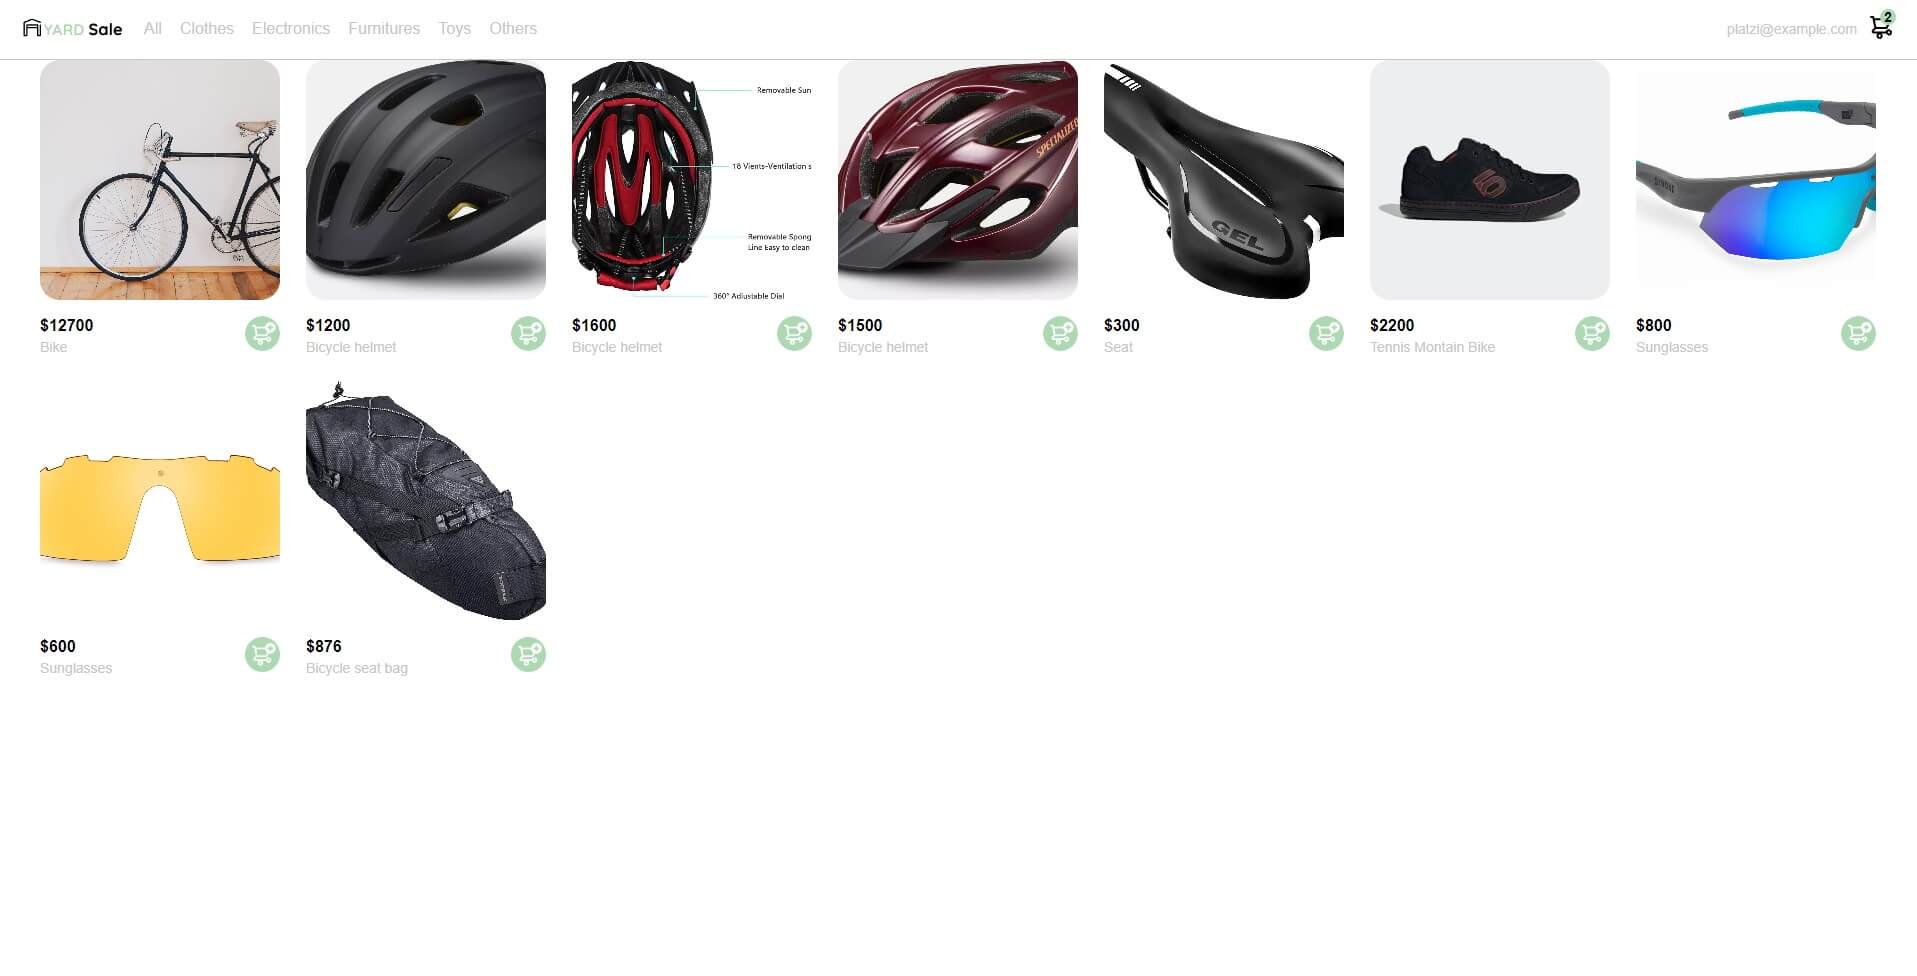 YARD Sale
All Clothes Electronics Furnitures Toys Others
platzi@example.com
2
Removable Sun
18 Vients-Ventilation s
Removable Spong
Line Easy to clean
360° Adiustable Dial
SPECIALIZED
GEL
$12700
Bike
$1200
Bicycle helmet
$1600
Bicycle helmet
$1500
Bicycle helmet
$300
Seat
$2200
Tennis Montain Bike
$800
Sunglasses
$600
Sunglasses
$876
Bicycle seat bag